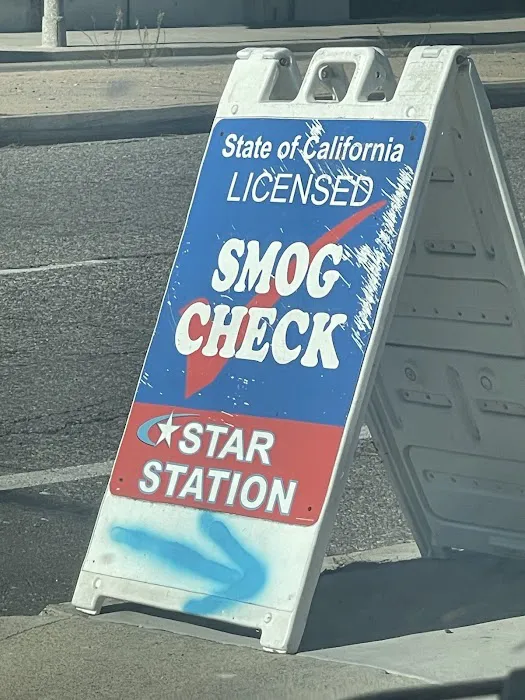 State of California
LICENSED
SMOG
CHECK
STAR
STATION